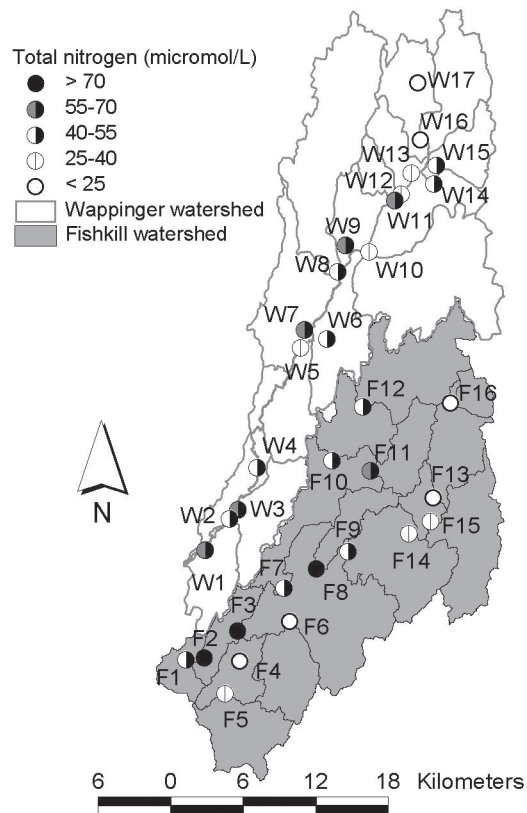 Total nitrogen (micromol/L)
> 70
55-70
40-55
25-40
< 25
Wappinger watershed
Fishkill watershed
W17
W16
W13
W15
W12
W14
W11
W9
W10
W8
W7
W6
W5
F12
F16
W4
F11
F10
F13
N
W2
W3
F15
F9
F14
W1
F7
F8
F3
F6
F2
F4
F1
F5
6 0 6 12 18 Kilometers